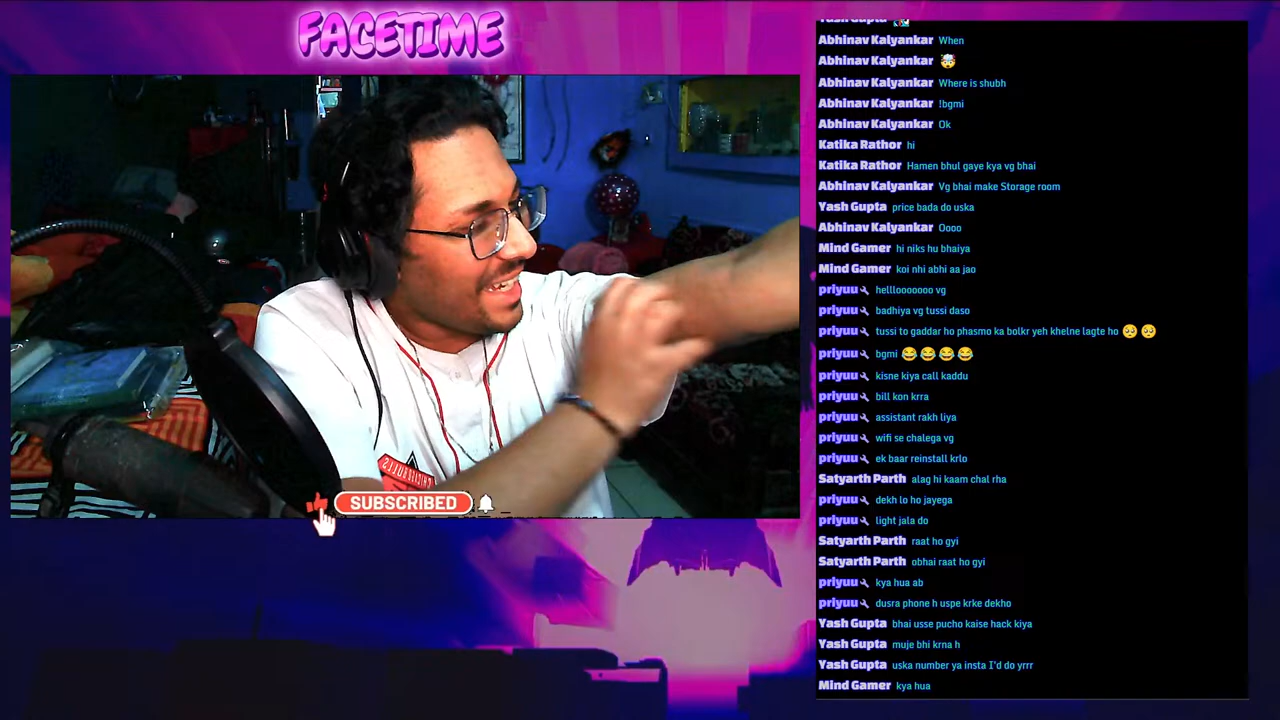 FACETIME
Yash Gupta
Abhinav Kalyankar When
Abhinav Kalyankar 🤯
Abhinav Kalyankar Where is shubh
Abhinav Kalyankar !bgmi
Abhinav Kalyankar Ok
Katika Rathor hi
Katika Rathor Hamen bhul gaye kya vg bhai
Abhinav Kalyankar Vg bhai make Storage room
Yash Gupta price bada do uska
Abhinav Kalyankar Oooo
Mind Gamer hi niks hu bhaiya
Mind Gamer koi nhi abhi aa jao
priyuu hellloooooooo vg
priyuu badhiya vg tussi daso
priyuu tussi to gaddar ho phasmo ka bolkr yeh khelne lagte ho 🥺 🥺
priyuu bgmi 😂 😂 😂 😂
priyuu kisne kiya call kaddu
priyuu bill kon krra
priyuu assistant rakh liya
priyuu wifi se chalega vg
priyuu ek baar reinstall krlo
Satyarth Parth alag hi kaam chal rha
priyuu dekh lo ho jayega
priyuu light jala do
Satyarth Parth raat ho gyi
Satyarth Parth obhai raat ho gyi
priyuu kya hua ab
priyuu dusra phone h uspe krke dekho
Yash Gupta bhai usse pucho kaise hack kiya
Yash Gupta muje bhi krna h
Yash Gupta uska number ya insta I'd do yrrr
Mind Gamer kya hua
SUBSCRIBED